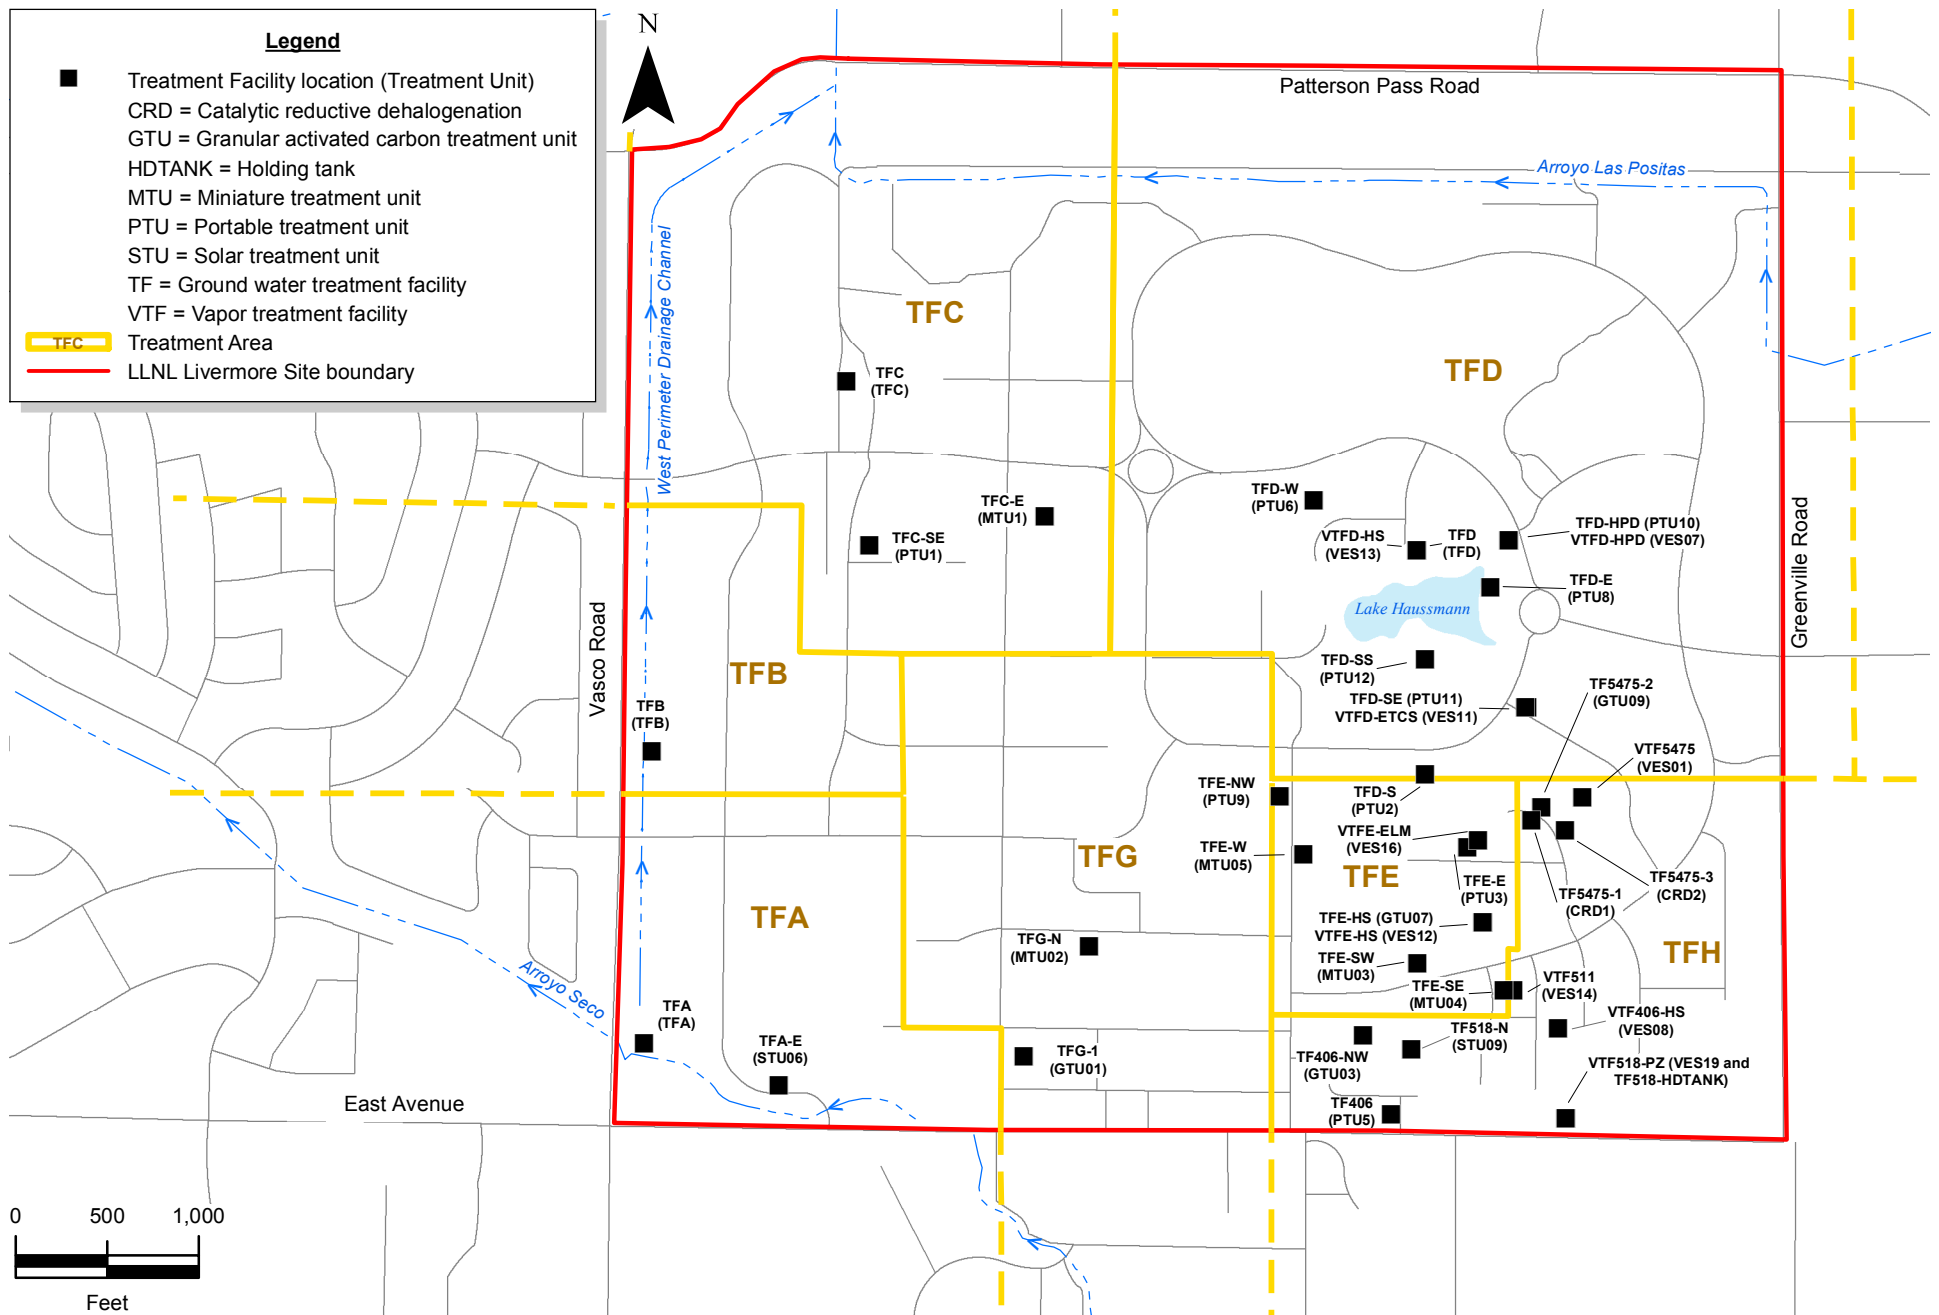 Legend
Treatment Facility location (Treatment Unit)
CRD = Catalytic reductive dehalogenation
GTU = Granular activated carbon treatment unit
HDTANK = Holding tank
MTU = Miniature treatment unit
PTU = Portable treatment unit
STU = Solar treatment unit
TF = Ground water treatment facility
VTF = Vapor treatment facility
TFC
Treatment Area
LLNL Livermore Site boundary
N
Patterson Pass Road
Arroyo Las Positas
West Perimeter Drainage Channel
TFC
TFD
TFC
(TFC)
TFC-E
(MTU1)
TFC-SE
(PTU1)
TFD-W
(PTU6)
VTFD-HS
(VES13)
TFD
(TFD)
TFD-HPD (PTU10)
VTFD-HPD (VES07)
TFD-E
(PTU8)
Lake Haussmann
Vasco Road
Greenville Road
TFB
TFB
(TFB)
TFD-SS
(PTU12)
TFD-SE (PTU11)
VTFD-ETCS (VES11)
TF5475-2
(GTU09)
VTF5475
(VES01)
TFE-NW
(PTU9)
TFD-S
(PTU2)
VTFE-ELM
(VES16)
TFE-W
(MTU05)
TFG
TFE
TFE-E
(PTU3)
TF5475-1
(CRD1)
TF5475-3
(CRD2)
TFA
TFE-HS (GTU07)
VTFE-HS (VES12)
TFG-N
(MTU02)
TFE-SW
(MTU03)
TFH
TFE-SE
(MTU04)
VTF511
(VES14)
Arroyo Seco
TFA
(TFA)
TFA-E
(STU06)
TFG-1
(GTU01)
TF406-NW
(GTU03)
TF518-N
(STU09)
VTF406-HS
(VES08)
VTF518-PZ (VES19 and
TF518-HDTANK)
TF406
(PTU5)
East Avenue
0 500 1,000
Feet